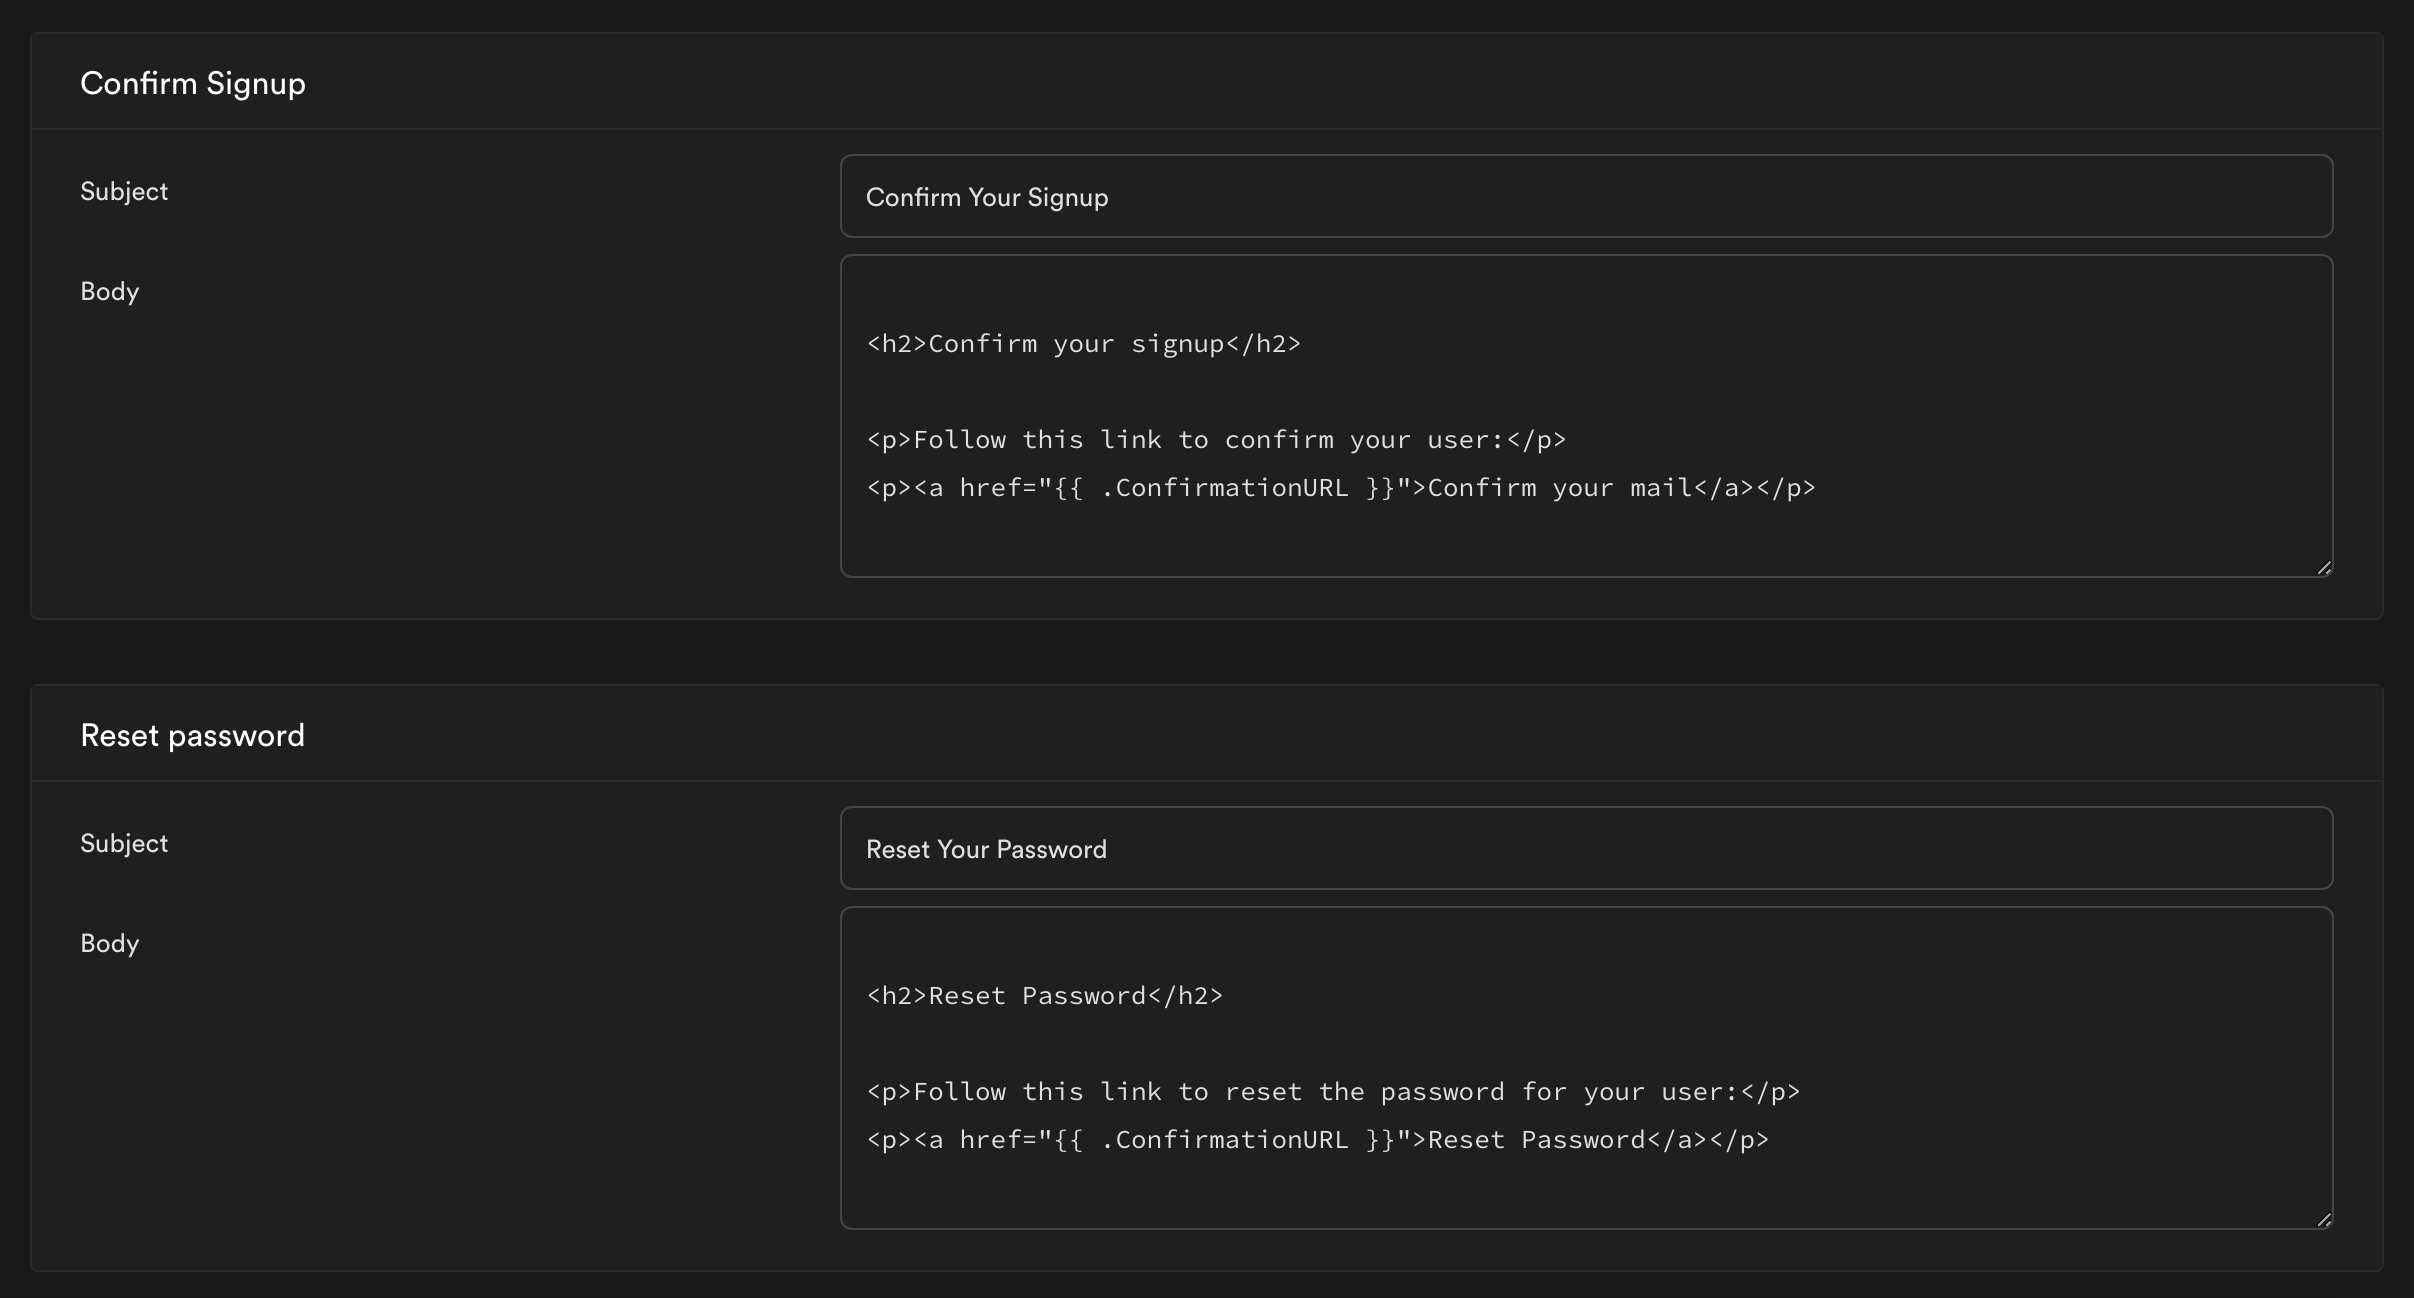 Confirm Signup
Subject
Confirm Your Signup
Body
<h2>Confirm your signup</h2>
<p>Follow this link to confirm your user:</p>
<p><a href="{{ .ConfirmationURL }}">Confirm your mail</a></p>
Reset password
Subject
Reset Your Password
Body
<h2>Reset Password</h2>
<p>Follow this link to reset the password for your user:</p>
<p><a href="{{ .ConfirmationURL }}">Reset Password</a></p>